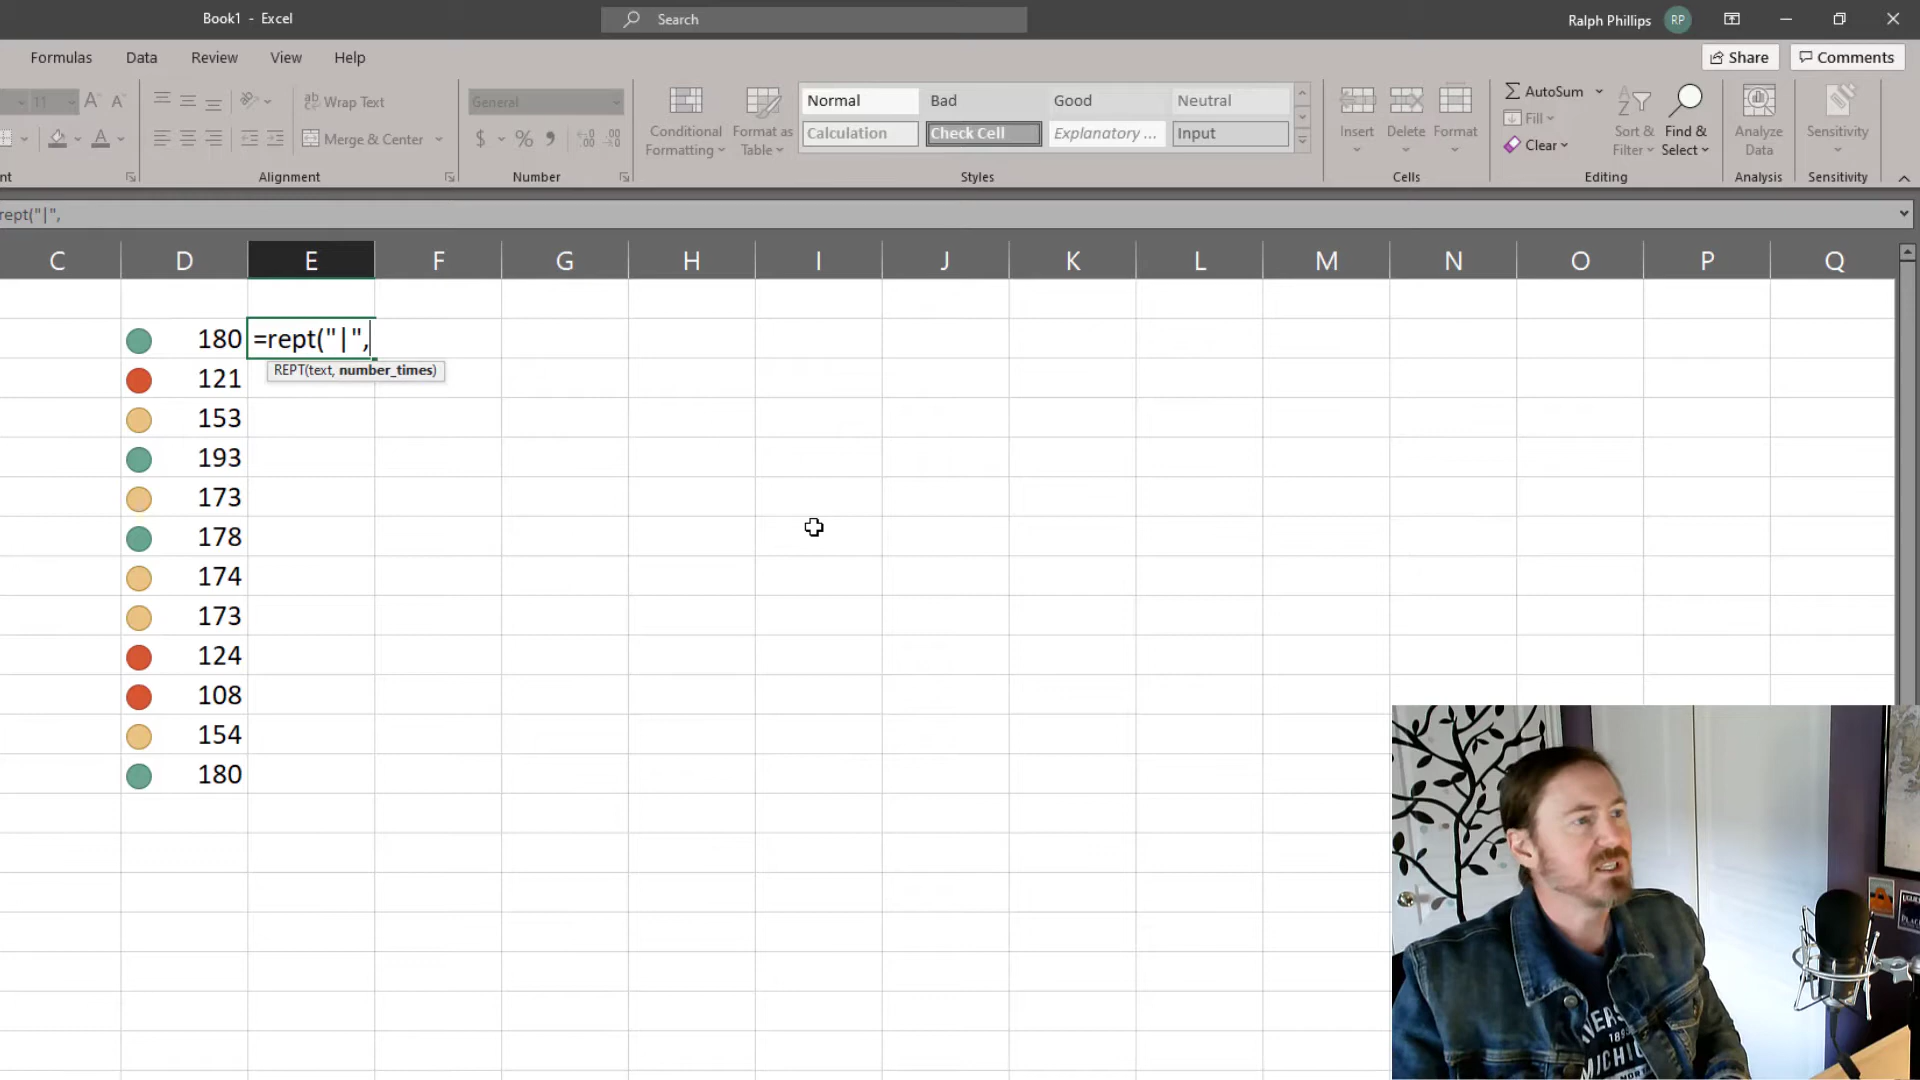 Book1 - Excel
Search
Ralph Phillips
RP
Formulas
Data
Review
View
Help
Share
Comments
11
Wrap Text
General
Merge & Center
Conditional
Formatting
Format as
Table
Normal
Bad
Good
Neutral
Calculation
Check Cell
Explanatory ...
Input
Insert
Delete
Format
AutoSum
Fill
Clear
Sort &
Filter
Find &
Select
Analyze
Data
Sensitivity
nt
Alignment
Number
Styles
Cells
Editing
Analysis
Sensitivity
rept("|",
C
D
E
F
G
H
I
J
K
L
M
N
O
P
Q
180
=rept("|",
REPT(text, number_times)
121
153
193
173
178
174
173
124
108
154
180